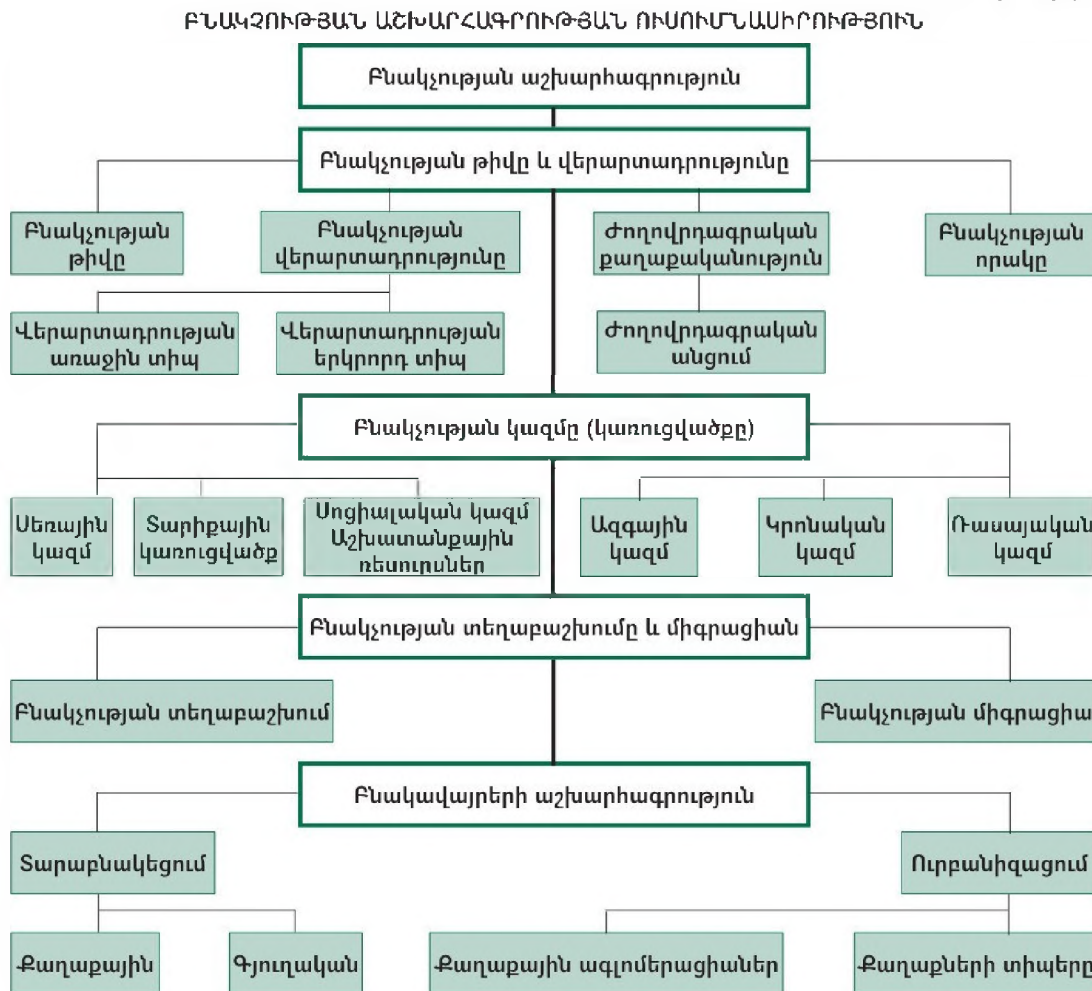 ԲՆԱԿՉՈՒԹՅԱՆ ԱՇԽԱՐՀԱԳՐՈՒԹՅԱՆ ՈՒՍՈՒՄՆԱՍԻՐՈՒԹՅՈՒՆ
Բնակչության աշխարհագրություն
Բնակչության թիվը և վերարտադրությունը
Բնակչության
թիվը
Բնակչության
վերարտադրությունը
Ժողովրդագրական
քաղաքականություն
Բնակչության
որակը
Վերարտադրության
առաջին տիպ
Վերարտադրության
երկրորդ տիպ
Ժողովրդագրական
անցում
Բնակչության կազմը (կառուցվածքը)
Սեռային
կազմ
Տարիքային
կառուցվածք
Սոցիալական կազմ
Աշխատանքային
ռեսուրսներ
Ազգային
կազմ
Կրոնական
կազմ
Ռասայական
կազմ
Բնակչության տեղաբաշխումը և միգրացիան
Բնակչության տեղաբաշխում
Բնակչության միգրացիա
Բնակավայրերի աշխարհագրություն
Տարաբնակեցում
Ուրբանիզացում
Քաղաքային
Գյուղական
Քաղաքային ագլոմերացիաներ
Քաղաքների տիպերը